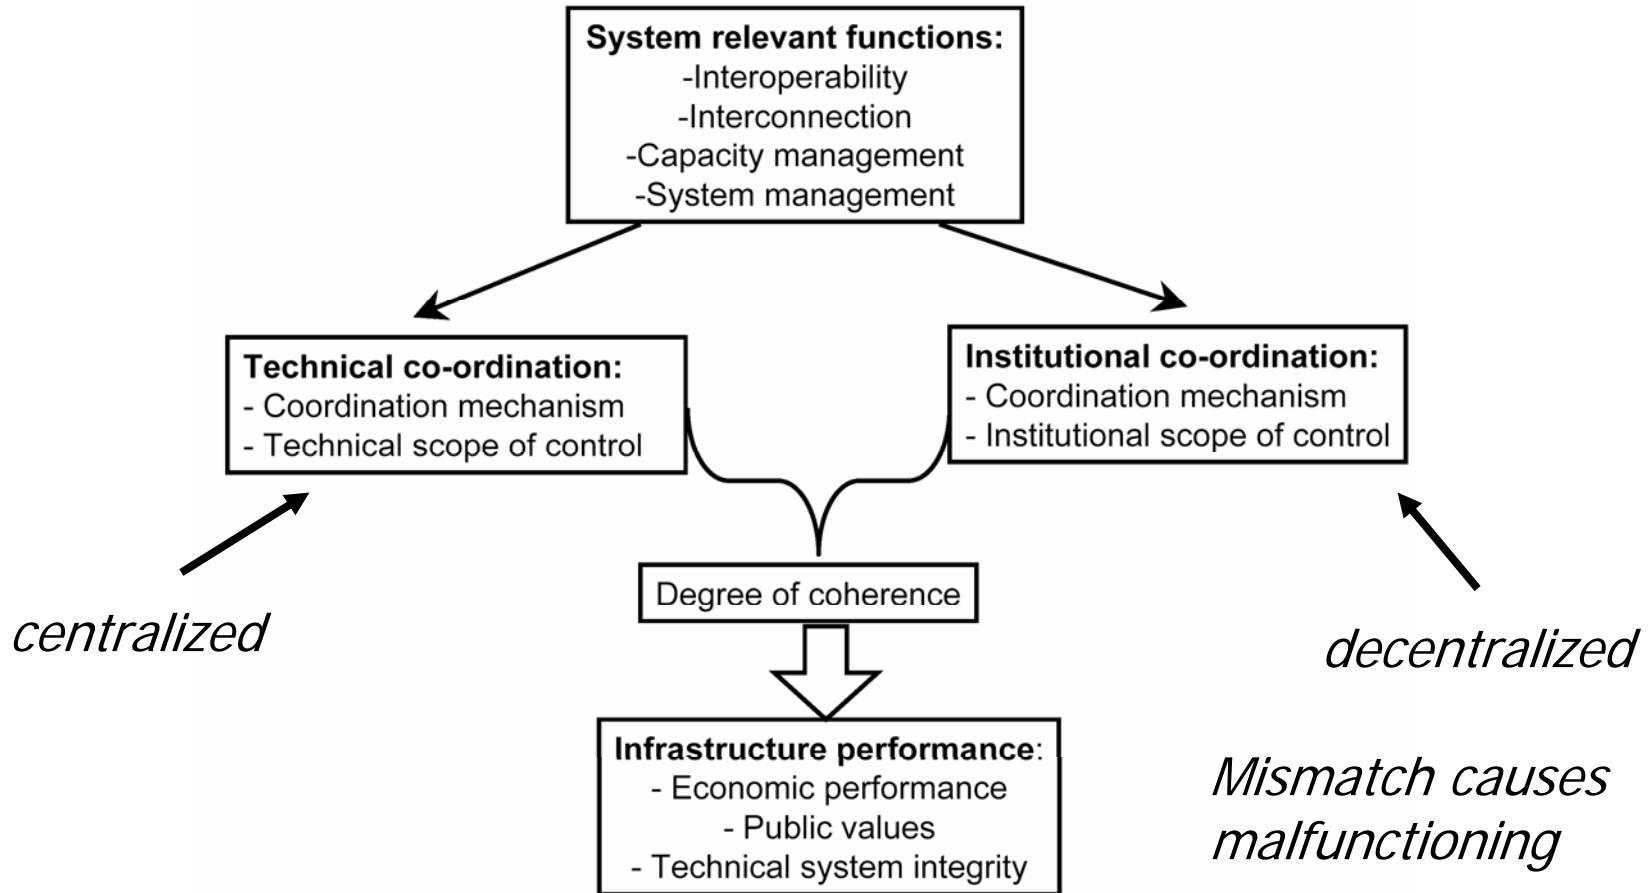 System relevant functions:
-Interoperability
-Interconnection
-Capacity management
-System management
Technical co-ordination:
- Coordination mechanism
- Technical scope of control
Institutional co-ordination:
- Coordination mechanism
- Institutional scope of control
centralized
Degree of coherence
decentralized
Infrastructure performance:
- Economic performance
- Public values
- Technical system integrity
Mismatch causes
malfunctioning